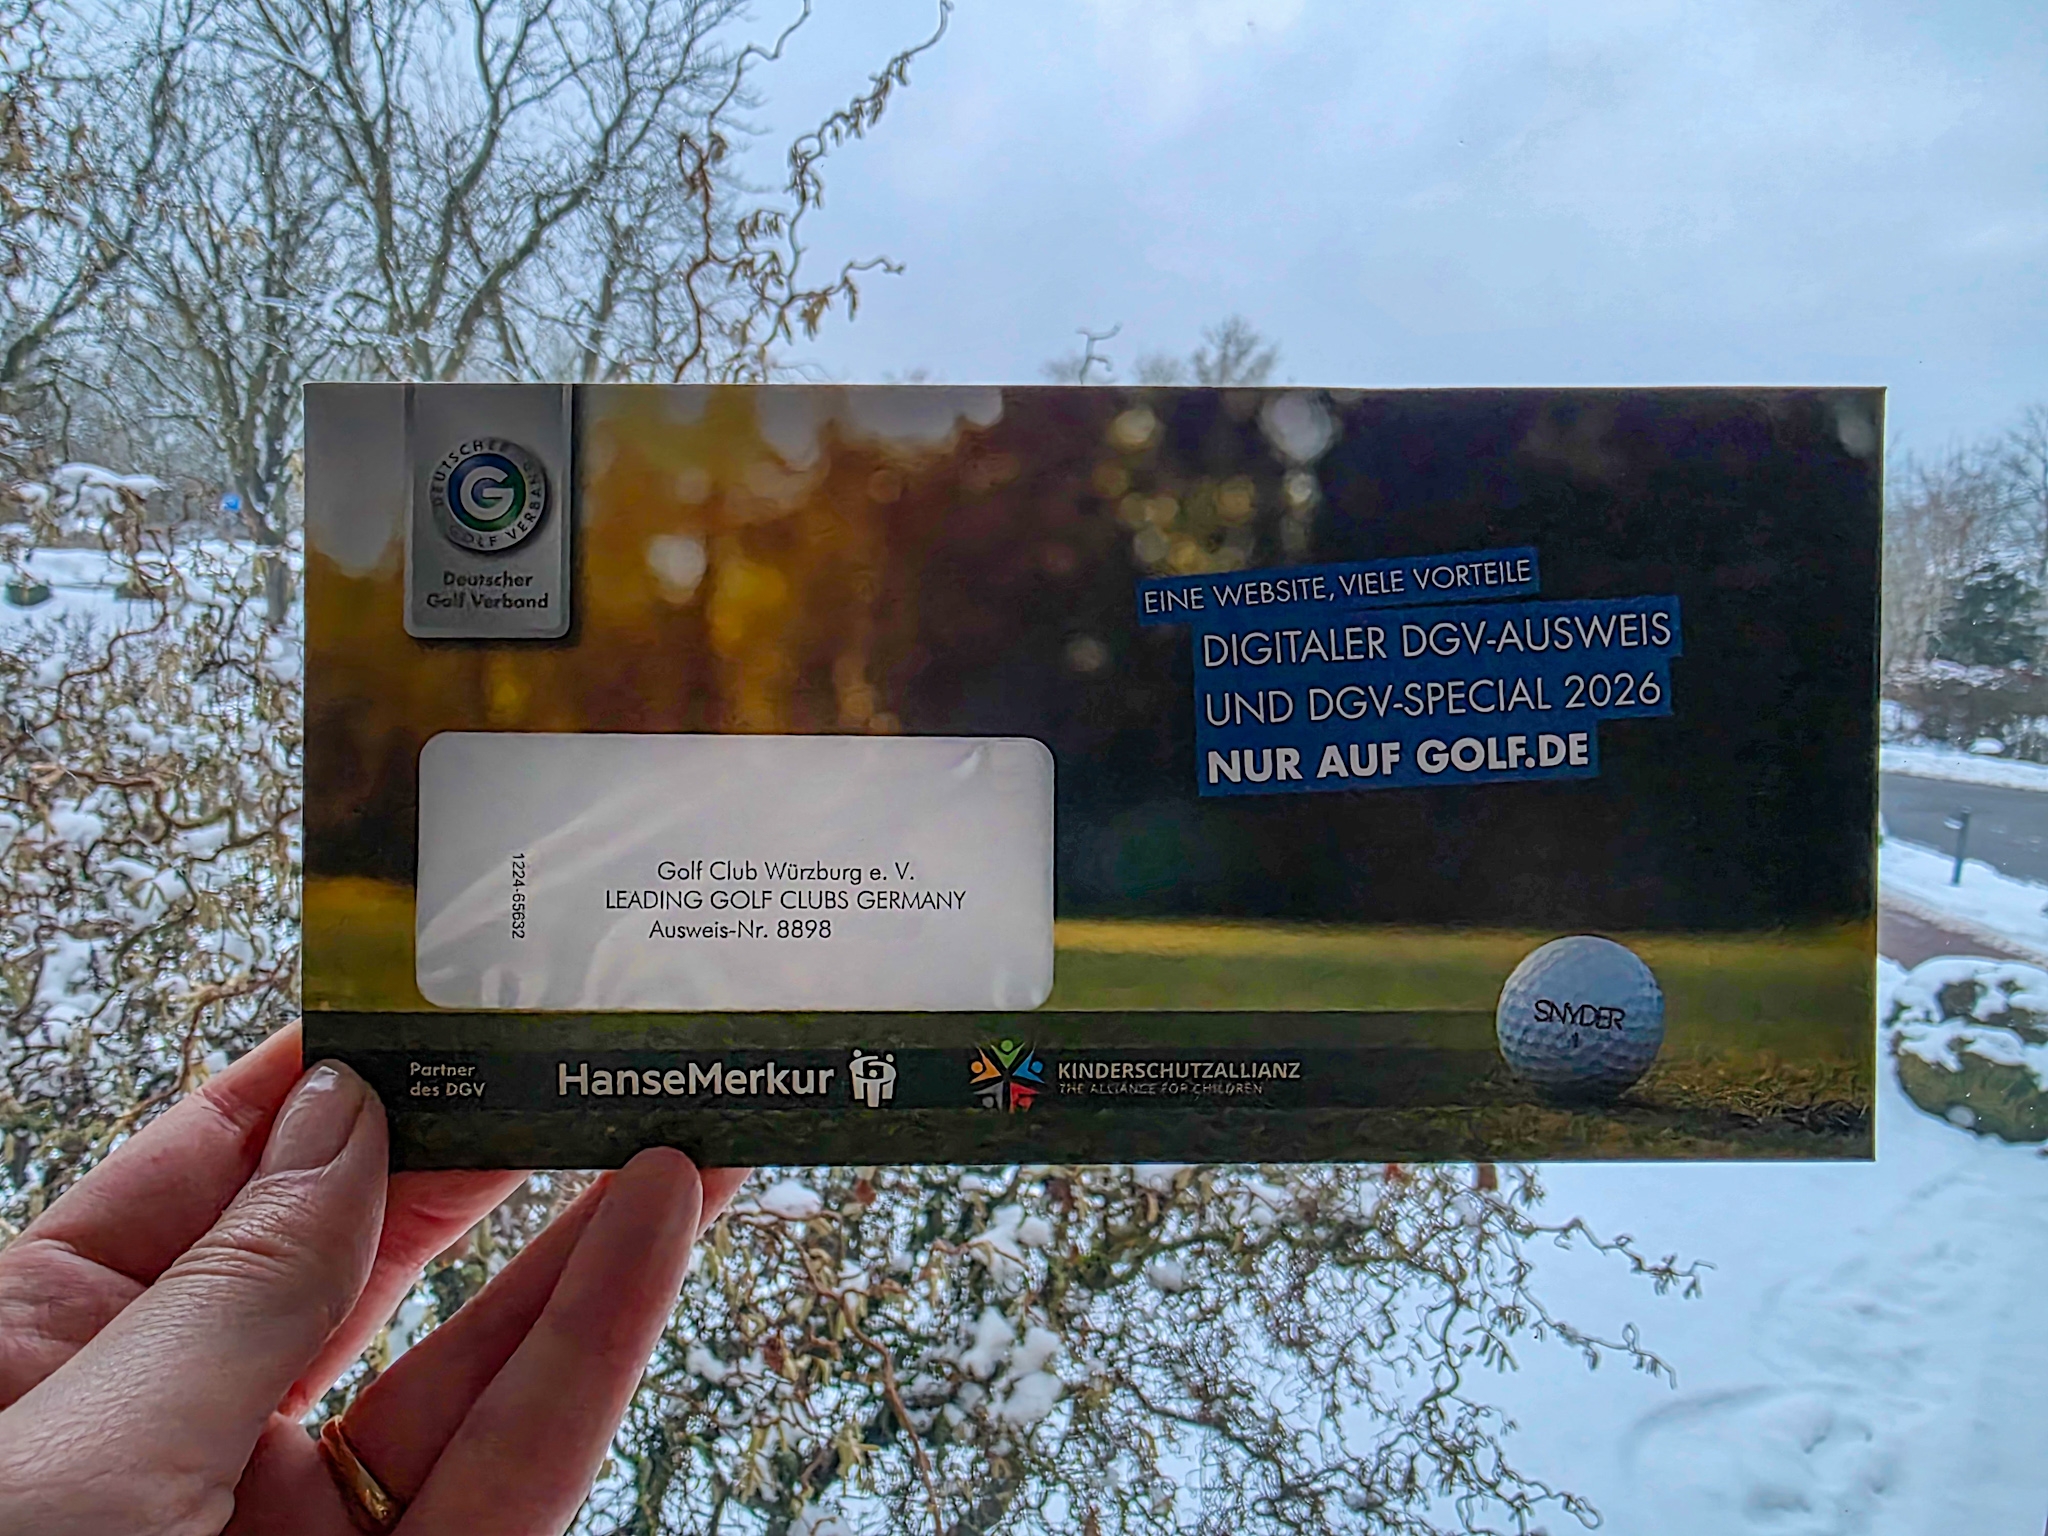 DEUTSCHER GOLF VERBAND
G
Deutscher
Golf Verband
EINE WEBSITE, VIELE VORTEILE
DIGITALER DGV-AUSWEIS
UND DGV-SPECIAL 2026
NUR AUF GOLF.DE
1224-65632
Golf Club Würzburg e. V.
LEADING GOLF CLUBS GERMANY
Ausweis-Nr. 8898
SNYDER
1
Partner
des DGV
HanseMerkur
KINDERSCHUTZALLIANZ
THE ALLIANCE FOR CHILDREN